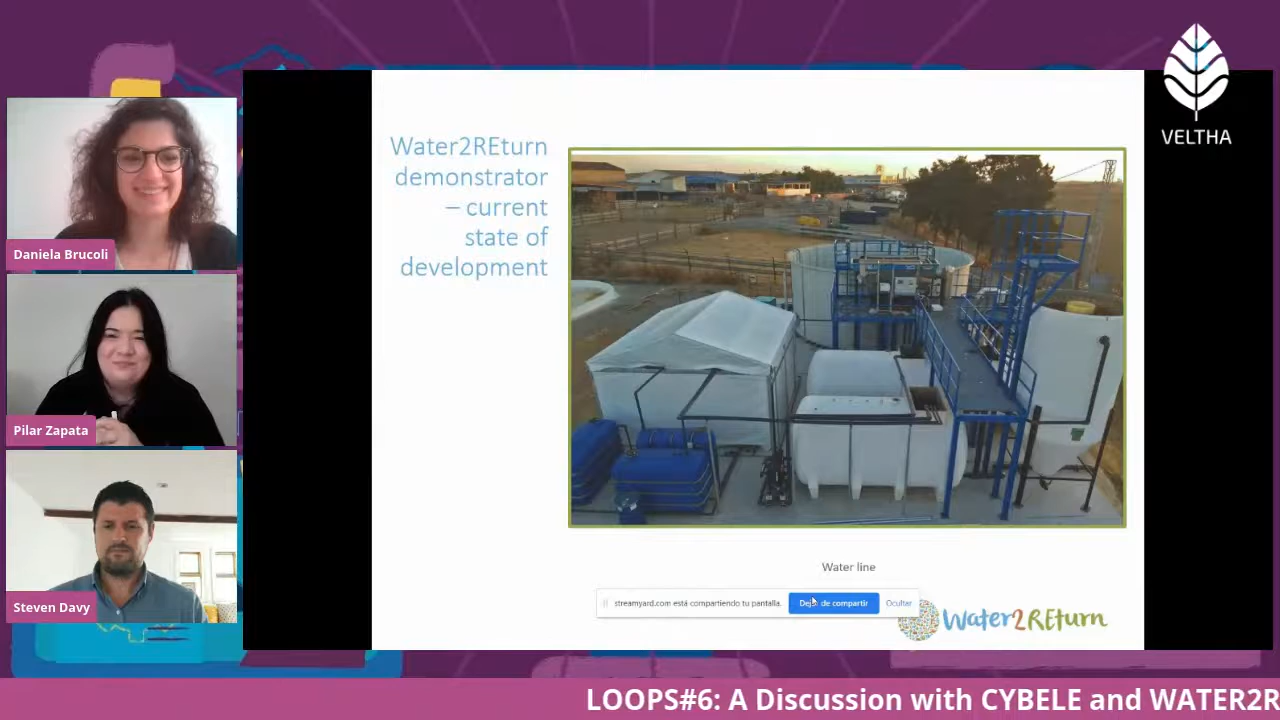 VELTHA
Water2REturn
demonstrator
– current
state of
development
Daniela Brucoli
Pilar Zapata
Steven Davy
Water line
streamyard.com está compartiendo tu pantalla.
Dejar de compartir
Ocultar
Water2REturn
LOOPS#6: A Discussion with CYBELE and WATER2R